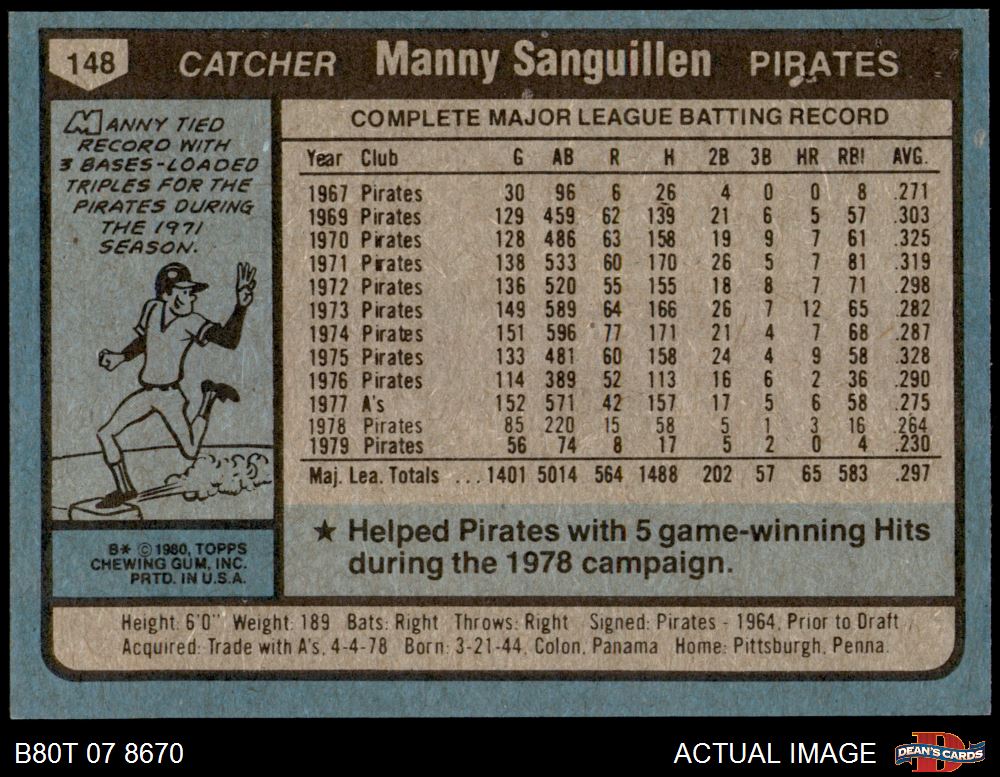 148 CATCHER Manny Sanguillen PIRATES
MANNY TIED
RECORD WITH
3 BASES-LOADED
TRIPLES FOR THE
PIRATES DURING
THE 1971
SEASON.
COMPLETE MAJOR LEAGUE BATTING RECORD
Year Club G AB R H 2B 3B HR RBI AVG.
1967 Pirates 30 96 6 26 4 0 0 8 .271
1969 Pirates 129 459 62 139 21 6 5 57 .303
1970 Pirates 128 486 63 158 19 9 7 61 .325
1971 Pirates 138 533 60 170 26 5 7 81 .319
1972 Pirates 136 520 55 155 18 8 7 71 .298
1973 Pirates 149 589 64 166 26 7 12 65 .282
1974 Pirates 151 596 77 171 21 4 7 68 .287
1975 Pirates 133 481 60 158 24 4 9 58 .328
1976 Pirates 114 389 52 113 16 6 2 36 .290
1977 A's 152 571 42 157 17 5 6 58 .275
1978 Pirates 85 220 15 58 5 1 3 16 .264
1979 Pirates 56 74 8 17 5 2 0 4 .230
Maj. Lea. Totals ... 1401 5014 564 1488 202 57 65 583 .297
★ Helped Pirates with 5 game-winning Hits
during the 1978 campaign.
B* © 1980, TOPPS
CHEWING GUM, INC.
PRTD. IN U.S.A.
Height: 6'0" Weight: 189 Bats: Right Throws: Right Signed: Pirates - 1964, Prior to Draft
Acquired: Trade with A's, 4-4-78 Born: 3-21-44, Colon, Panama Home: Pittsburgh, Penna.
B80T 07 8670
ACTUAL IMAGE
D
DEAN'S CARDS